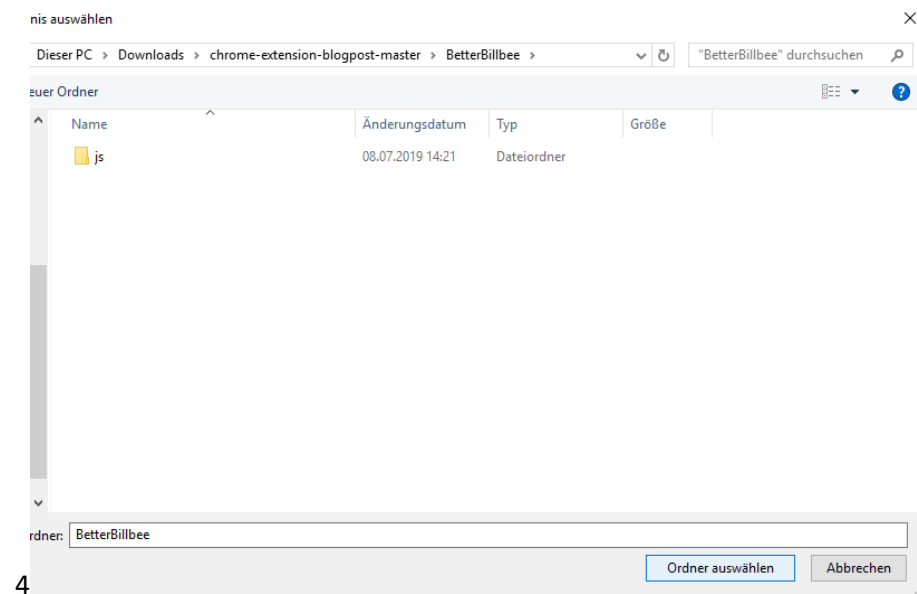 nis auswählen
Dieser PC > Downloads > chrome-extension-blogpost-master > BetterBillbee > "BetterBillbee" durchsuchen
euer Ordner
Name Änderungsdatum Typ Größe
js 08.07.2019 14:21 Dateiordner
rdner: BetterBillbee
Ordner auswählen Abbrechen
4